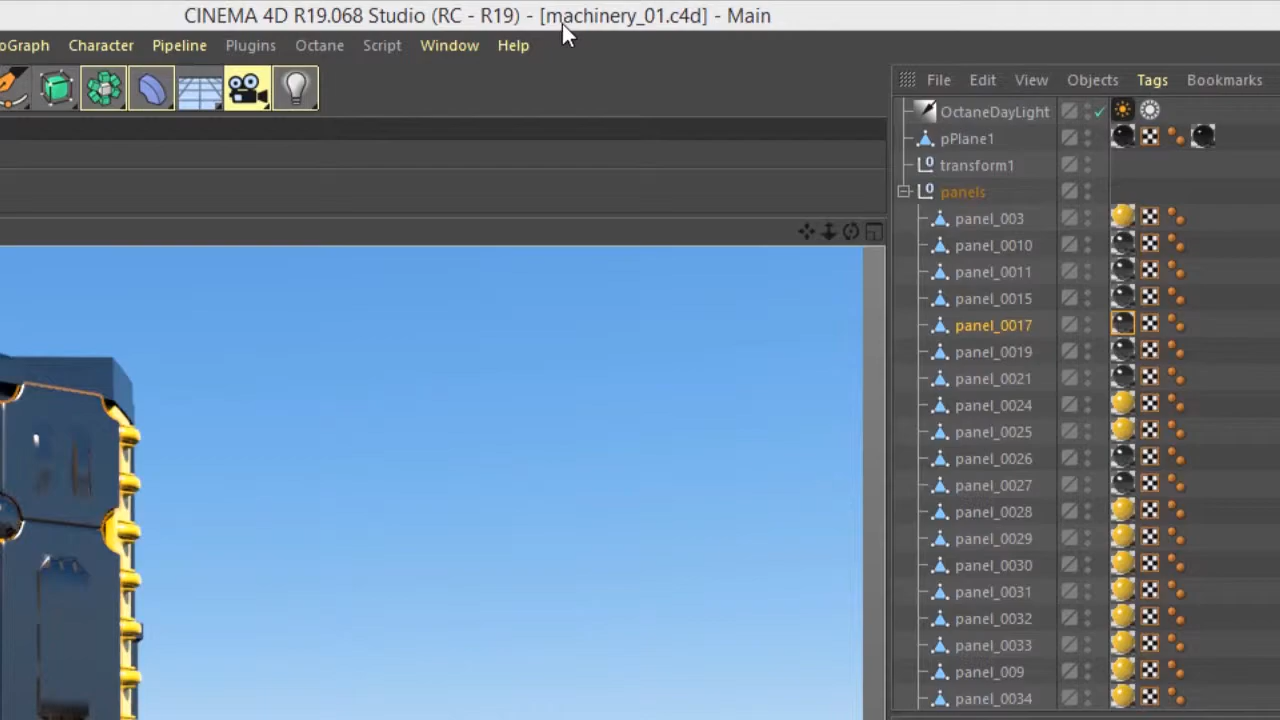 CINEMA 4D R19.068 Studio (RC - R19) - [machinery_01.c4d] - Main
oGraph Character Pipeline Plugins Octane Script Window Help
File Edit View Objects Tags Bookmarks
OctaneDayLight
pPlane1
transform1
panels
panel_003
panel_0010
panel_0011
panel_0015
panel_0017
panel_0019
panel_0021
panel_0024
panel_0025
panel_0026
panel_0027
panel_0028
panel_0029
panel_0030
panel_0031
panel_0032
panel_0033
panel_009
panel_0034